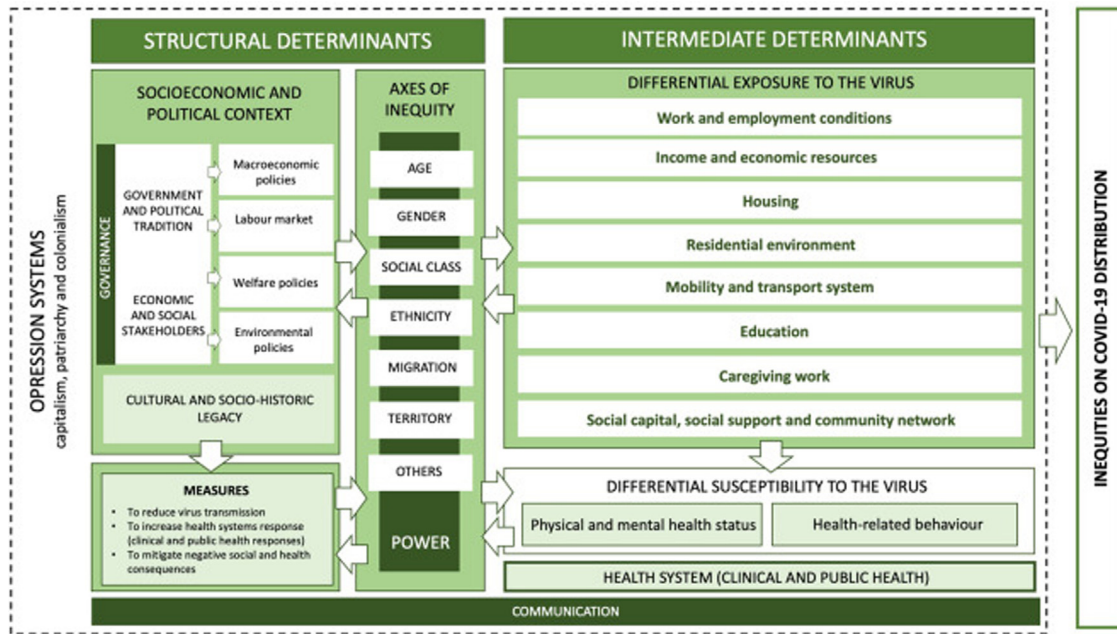 OPRESSION SYSTEMS
capitalism, patriarchy and colonialism
STRUCTURAL DETERMINANTS
SOCIOECONOMIC AND
POLITICAL CONTEXT
GOVERNANCE
GOVERNMENT
AND POLITICAL
TRADITION
ECONOMIC
AND SOCIAL
STAKEHOLDERS
Macroeconomic
policies
Labour market
Welfare policies
Environmental
policies
CULTURAL AND SOCIO-HISTORIC
LEGACY
MEASURES
• To reduce virus transmission
• To increase health systems response
(clinical and public health responses)
• To mitigate negative social and health
consequences
AXES OF
INEQUITY
AGE
GENDER
SOCIAL CLASS
ETHNICITY
MIGRATION
TERRITORY
OTHERS
POWER
INTERMEDIATE DETERMINANTS
DIFFERENTIAL EXPOSURE TO THE VIRUS
Work and employment conditions
Income and economic resources
Housing
Residential environment
Mobility and transport system
Education
Caregiving work
Social capital, social support and community network
DIFFERENTIAL SUSCEPTIBILITY TO THE VIRUS
Physical and mental health status
Health-related behaviour
HEALTH SYSTEM (CLINICAL AND PUBLIC HEALTH)
COMMUNICATION
INEQUITIES ON COVID-19 DISTRIBUTION